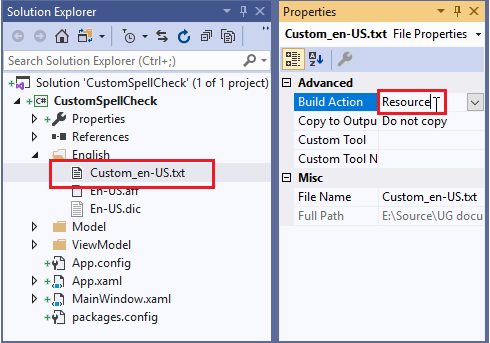 Solution Explorer
Search Solution Explorer (Ctrl+;)
Solution 'CustomSpellCheck' (1 of 1 project)
C# CustomSpellCheck
Properties
References
English
Custom_en-US.txt
En-US.aff
En-US.dic
Model
ViewModel
App.config
App.xaml
MainWindow.xaml
packages.config
Properties
Custom_en-US.txt File Properties
Advanced
Build Action Resource
Copy to Outpu Do not copy
Custom Tool
Custom Tool N
Misc
File Name Custom_en-US.txt
Full Path E:\Source\UG docu